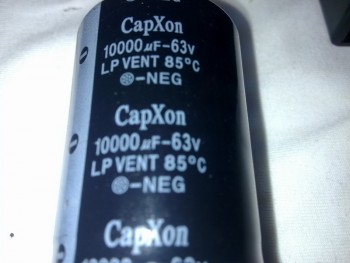 CapXon
10000µF-63v
LP VENT 85°C
-NEG
CapXon
10000µF-63v
LP VENT 85°C
-NEG
CapXon